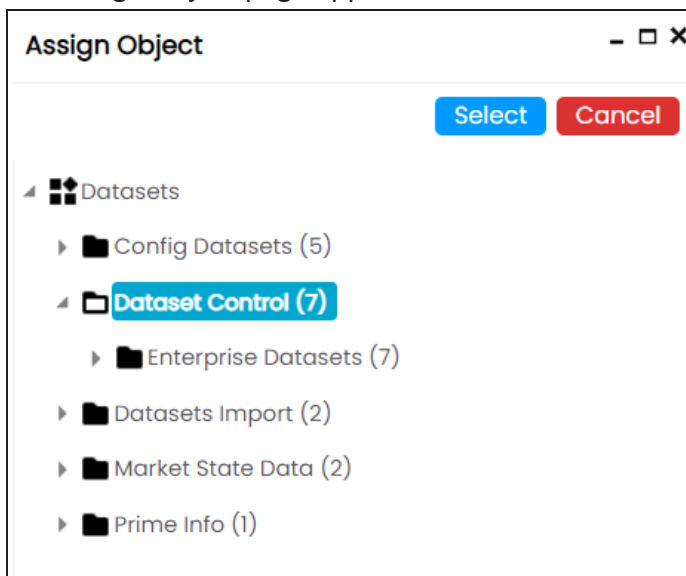 Assign Object
Select Cancel
Datasets
Config Datasets (5)
Dataset Control (7)
Enterprise Datasets (7)
Datasets Import (2)
Market State Data (2)
Prime Info (1)